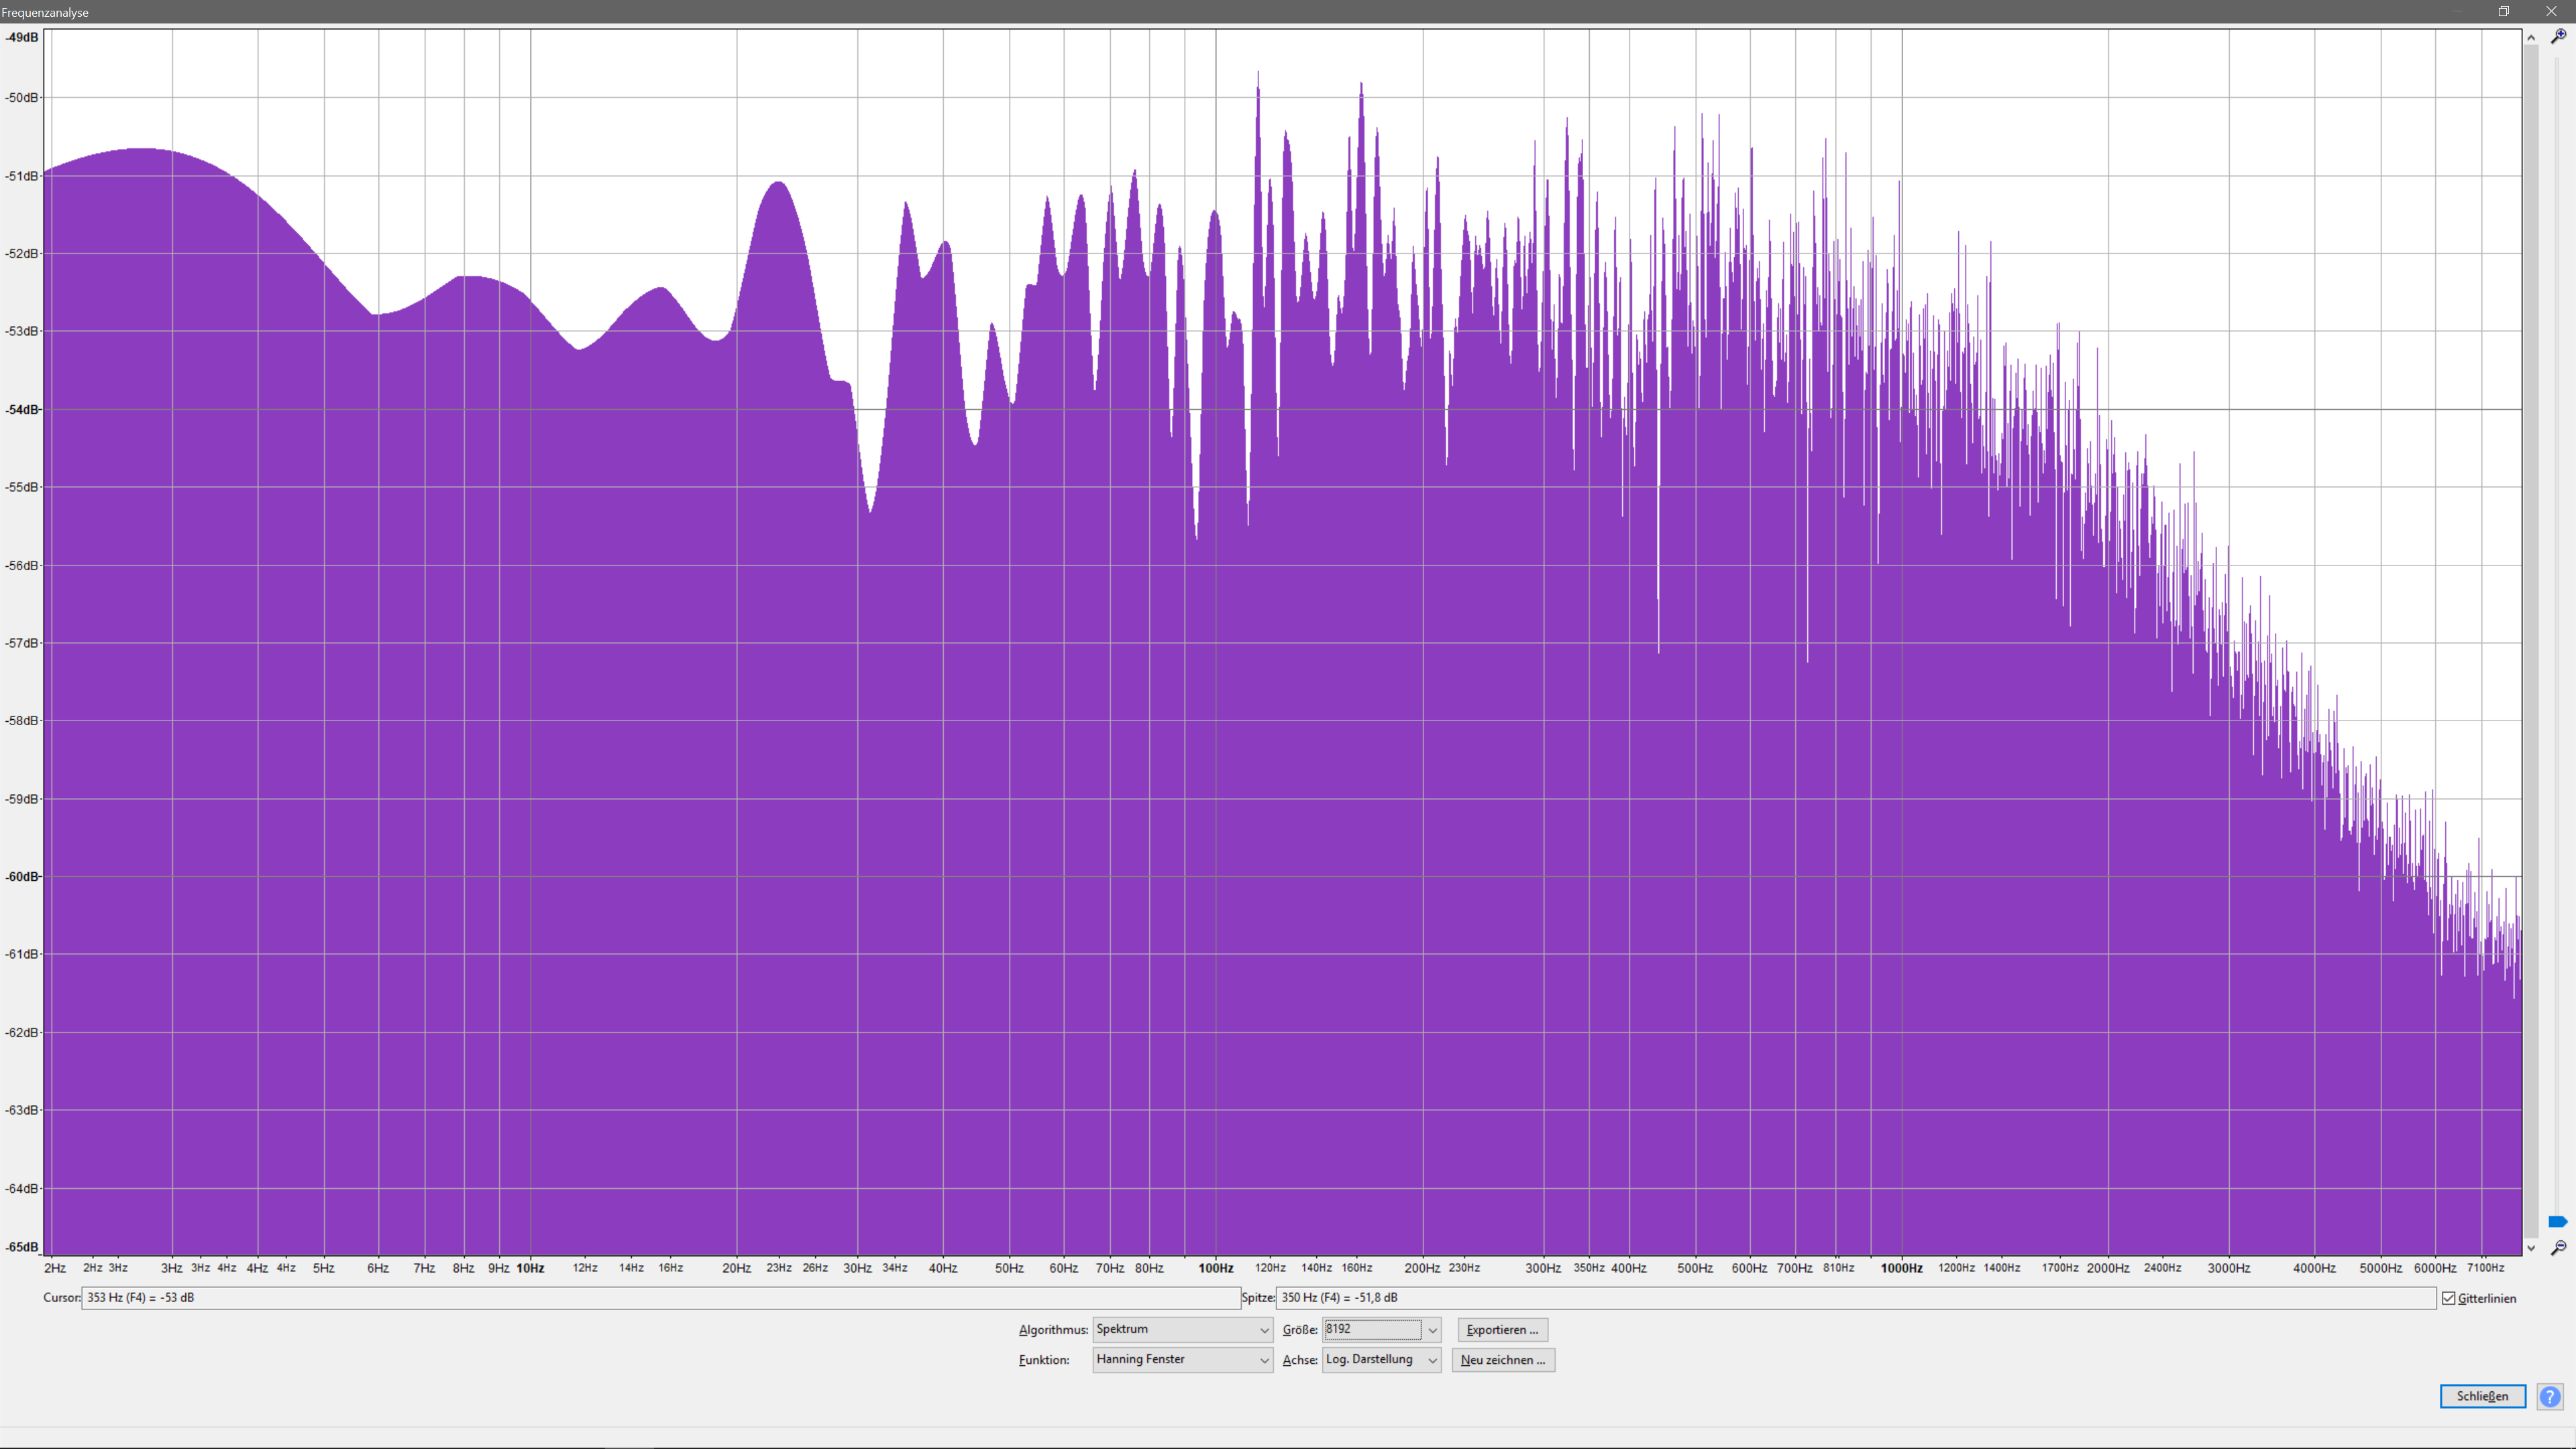 Frequenzanalyse
-49dB
-50dB
-51dB
-52dB
-53dB
-54dB
-55dB
-56dB
-57dB
-58dB
-59dB
-60dB
-61dB
-62dB
-63dB
-64dB
-65dB
2Hz 2Hz 3Hz 3Hz 3Hz 4Hz 4Hz 4Hz 5Hz 6Hz 7Hz 8Hz 9Hz 10Hz 12Hz 14Hz 16Hz 20Hz 23Hz 26Hz 30Hz 34Hz 40Hz 50Hz 60Hz 70Hz 80Hz 100Hz 120Hz 140Hz 160Hz 200Hz 230Hz 300Hz 350Hz 400Hz 500Hz 600Hz 700Hz 810Hz 1000Hz 1200Hz 1400Hz 1700Hz 2000Hz 2400Hz 3000Hz 4000Hz 5000Hz 6000Hz 7100Hz
Cursor: 353 Hz (F4) = -53 dB Spitze: 350 Hz (F4) = -51,8 dB Gitterlinien
Algorithmus: Spektrum Größe: 8192 Exportieren ...
Funktion: Hanning Fenster Achse: Log. Darstellung Neu zeichnen ...
Schließen ?